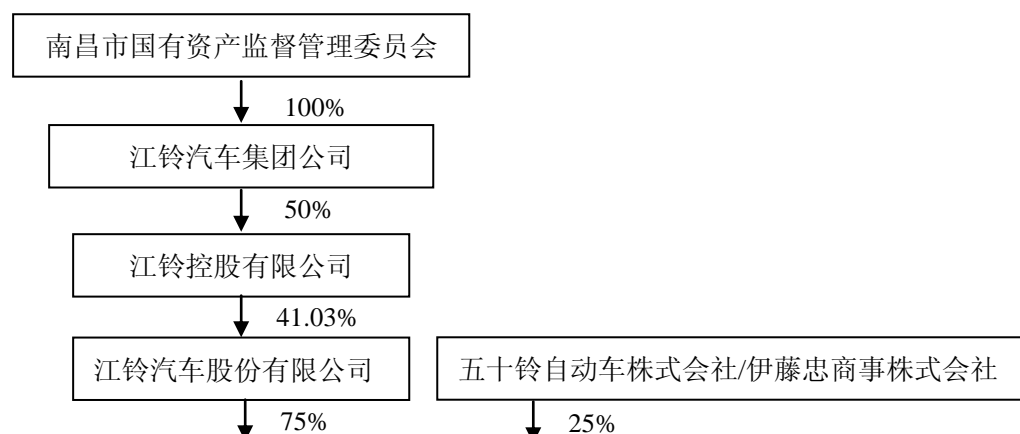 南昌市国有资产监督管理委员会
100%
江铃汽车集团公司
50%
江铃控股有限公司
41.03%
江铃汽车股份有限公司
五十铃自动车株式会社/伊藤忠商事株式会社
75%
25%